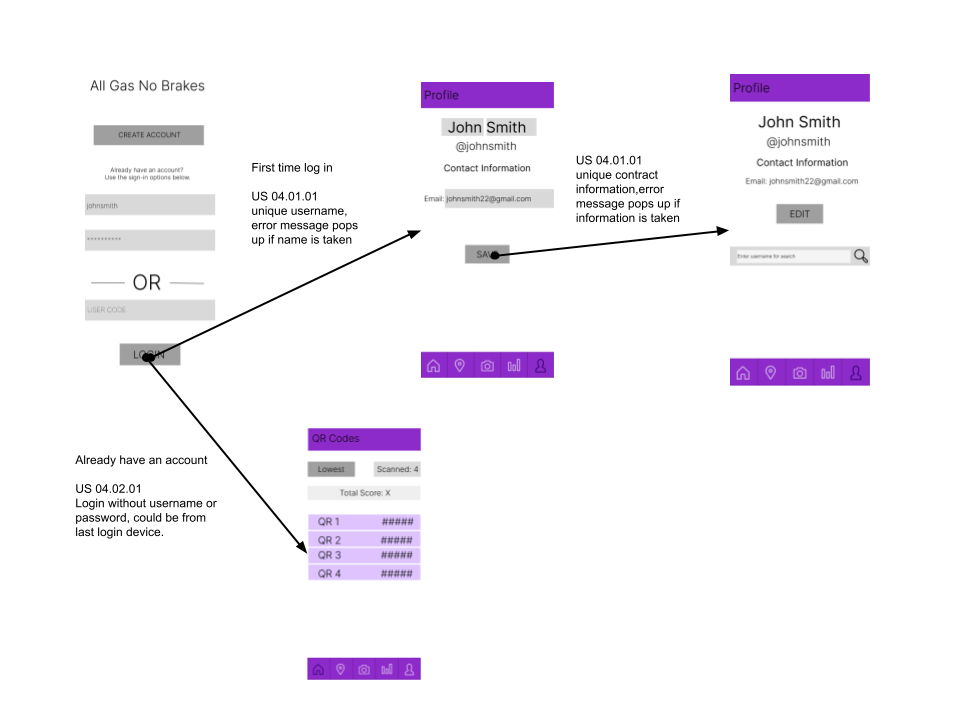 All Gas No Brakes
CREATE ACCOUNT
Already have an account?
Use the sign-in options below.
johnsmith
**********
OR
USER CODE
LOGIN
First time log in
US 04.01.01
unique username,
error message pops
up if name is taken
Profile
John Smith
@johnsmith
Contact Information
Email: johnsmith22@gmail.com
SAVE
US 04.01.01
unique contract
information,error
message pops up if
information is taken
Profile
John Smith
@johnsmith
Contact Information
Email: johnsmith22@gmail.com
EDIT
Enter username for search
Already have an account
US 04.02.01
Login without username or
password, could be from
last login device.
QR Codes
Lowest Scanned: 4
Total Score: X
QR 1 #####
QR 2 #####
QR 3 #####
QR 4 #####